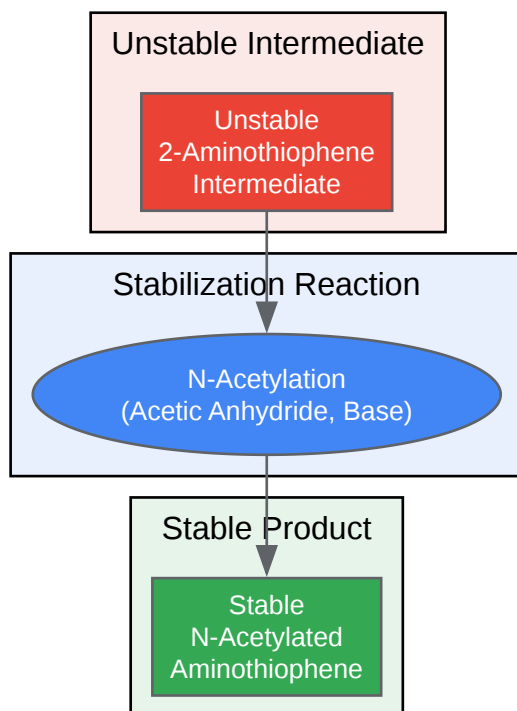 Unstable Intermediate
Unstable
2-Aminothiophene
Intermediate
Stabilization Reaction
N-Acetylation
(Acetic Anhydride, Base)
Stable Product
Stable
N-Acetylated
Aminothiophene